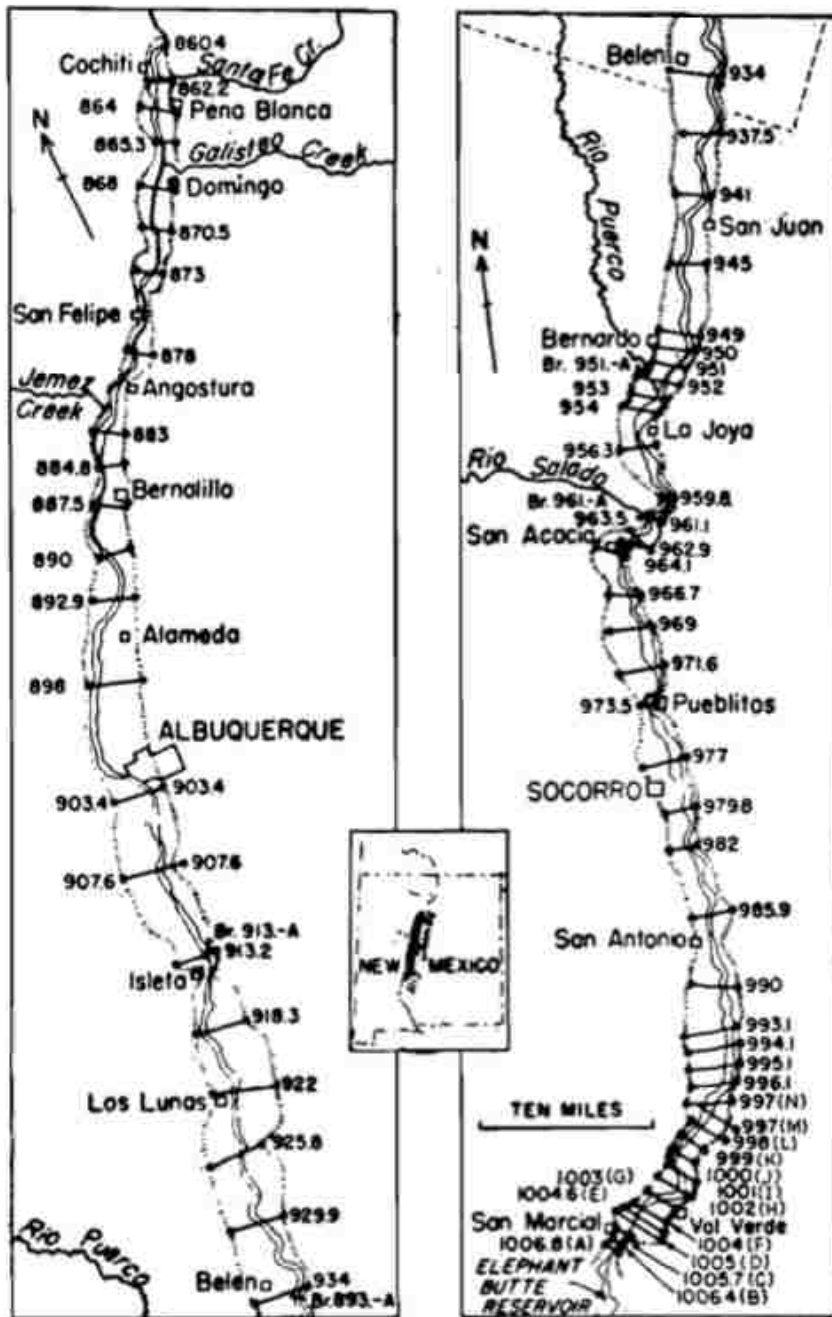 860.4
Cochiti
Santa Fe Cr.
862.2
864
Pena Blanca
865.3
Galisteo Creek
N
868
Domingo
870.5
873
San Felipe
878
Jemez
Creek
Angostura
883
884.8
Bernalillo
887.5
890
892.9
Alameda
898
ALBUQUERQUE
903.4
903.4
907.6
907.6
Br. 913.-A
913.2
Isleta
918.3
922
Los Lunas
925.8
929.9
Rio Puerco
Belen
934
Br. 893.-A
NEW MEXICO
Belen
934
937.5
Rio Puerco
941
San Juan
N
945
Bernardo
949
950
Br. 951.-A
951
953
952
954
La Joya
956.3
Rio Salado
959.8
Br. 961.-A
963.5
961.1
San Acacia
962.9
964.1
966.7
969
971.6
973.5
Pueblitos
977
SOCORRO
979.8
982
985.9
San Antonio
990
993.1
994.1
995.1
996.1
TEN MILES
997(N)
997(M)
998(L)
999(K)
1003(G)
1000(J)
1004.6(E)
1001(I)
1002(H)
San Marcial
Val Verde
1006.8(A)
1004(F)
1005(D)
1005.7(C)
1006.4(B)
ELEPHANT
BUTTE
RESERVOIR